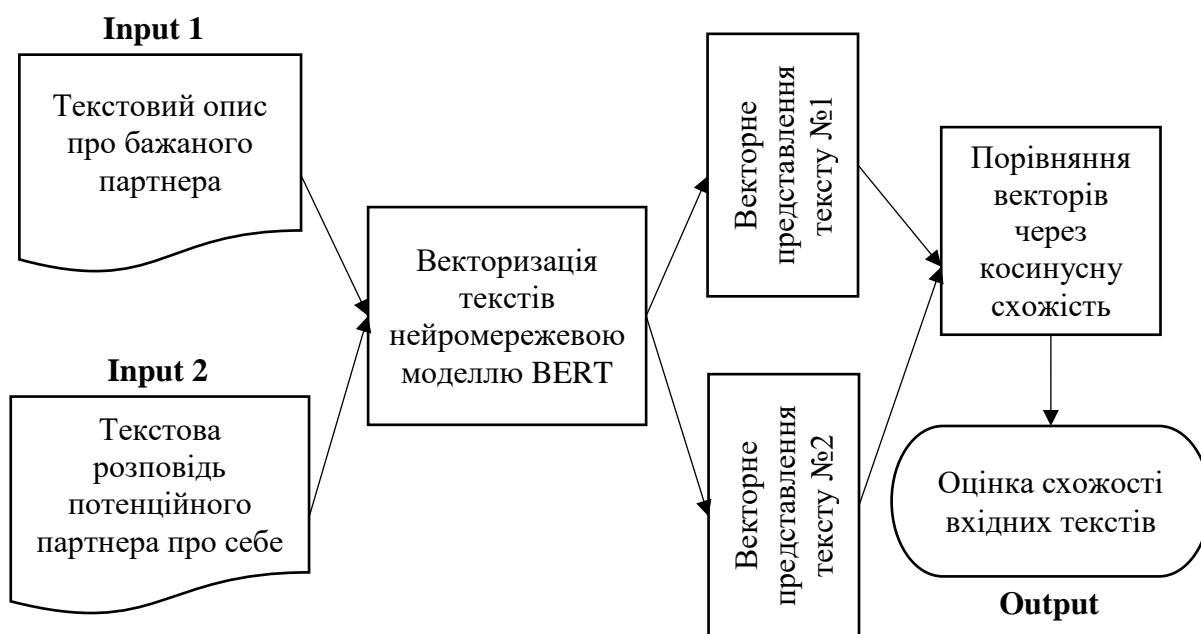 Input 1
Текстовий опис
про бажаного
партнера
Input 2
Текстова
розповідь
потенційного
партнера про себе
Векторизація
текстів
нейромережевою
моделлю BERT
Векторне
представлення
тексту №1
Векторне
представлення
тексту №2
Порівняння
векторів
через
косинусну
схожість
Оцінка схожості
вхідних текстів
Output